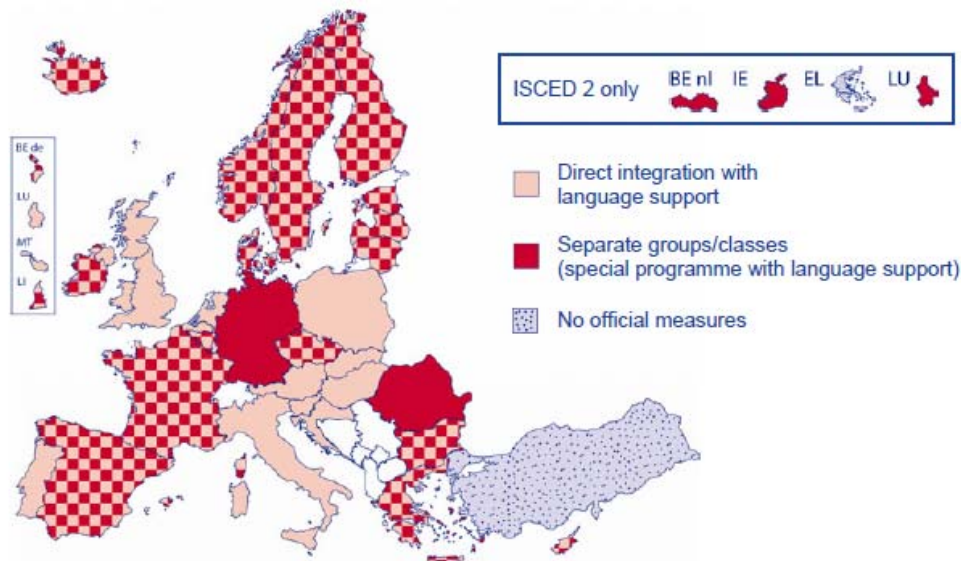 ISCED 2 only
BE nl IE EL LU
BE de
LU
MT
LI
Direct integration with
language support
Separate groups/classes
(special programme with language support)
No official measures